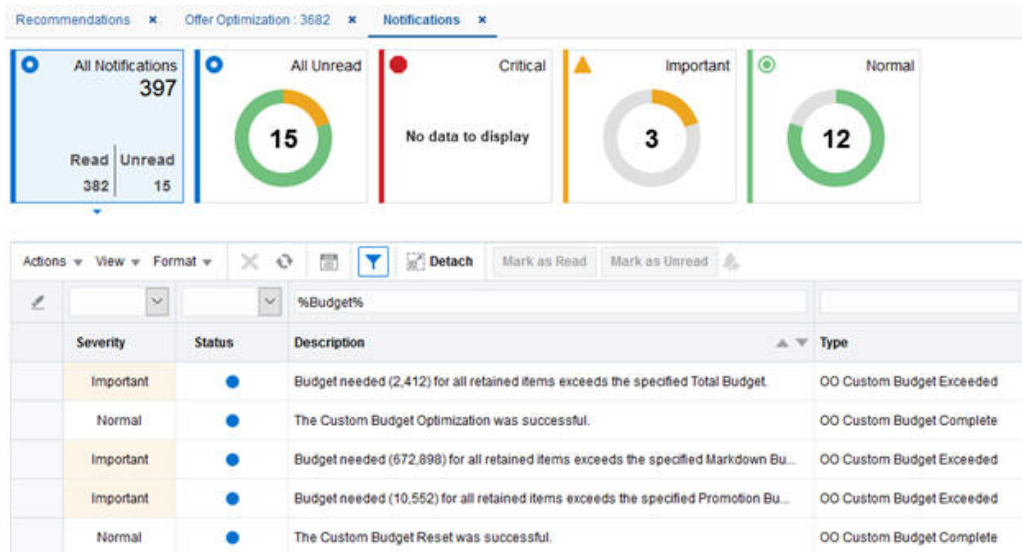 Recommendations × Offer Optimization : 3682 × Notifications ×
All Notifications
397
Read Unread
382 15
All Unread
15
Critical
No data to display
Important
3
Normal
12
Actions View Format Detach Mark as Read Mark as Unread
%Budget%
Severity Status Description Type
Important Budget needed (2,412) for all retained items exceeds the specified Total Budget. OO Custom Budget Exceeded
Normal The Custom Budget Optimization was successful. OO Custom Budget Complete
Important Budget needed (672,898) for all retained items exceeds the specified Markdown Bu... OO Custom Budget Exceeded
Important Budget needed (10,552) for all retained items exceeds the specified Promotion Bu... OO Custom Budget Exceeded
Normal The Custom Budget Reset was successful. OO Custom Budget Complete